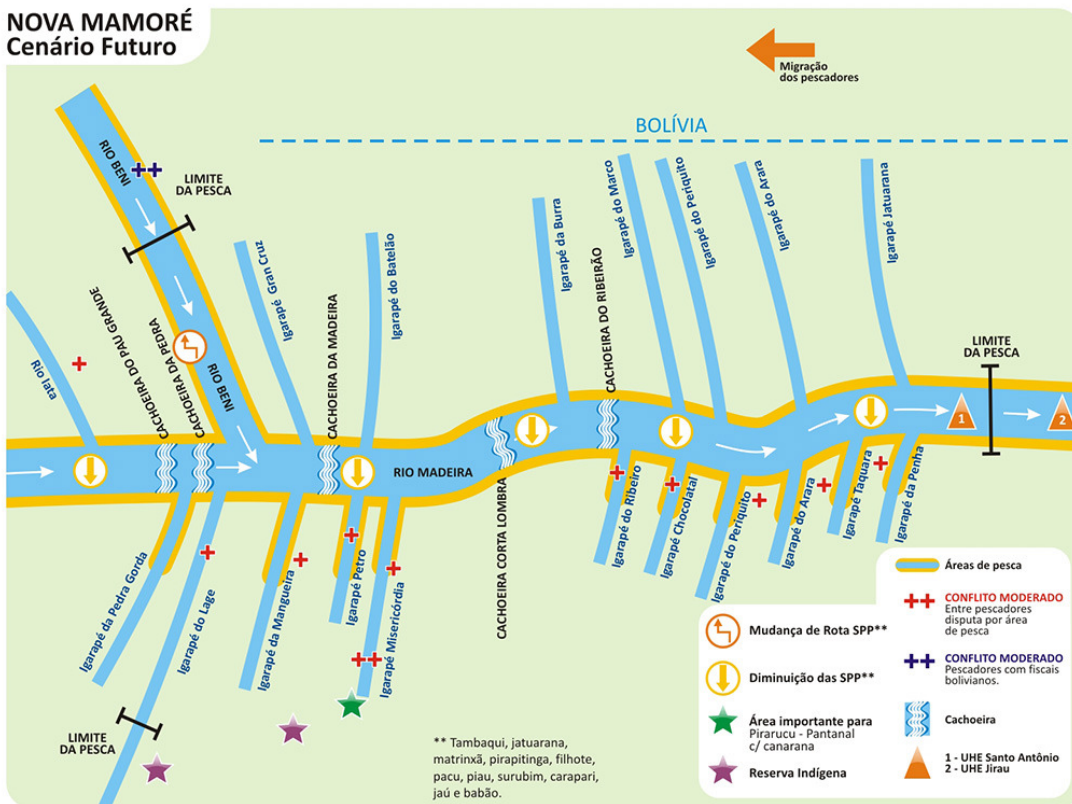 NOVA MAMORÉ
Cenário Futuro
Migração
dos pescadores
BOLÍVIA
RIO BENI
LIMITE
DA PESCA
Igarapé Gran Cruz
Igarapé do Batelão
Igarapé da Burra
Igarapé do Marco
Igarapé do Periquito
Igarapé do Arara
Igarapé Jatuarana
Rio Iata
CACHOEIRA DO PAU GRANDE
CACHOEIRA DA PEDRA
RIO BENI
CACHOEIRA DA MADEIRA
CACHOEIRA DO RIBEIRÃO
LIMITE
DA PESCA
1
2
RIO MADEIRA
CACHOEIRA CORTA LOMBRA
Igarapé da Pedra Gorda
Igarapé do Lage
Igarapé da Mangueira
Igarapé Petro
Igarapé Misericórdia
Igarapé do Ribeiro
Igarapé Chocolatal
Igarapé do Periquito
Igarapé do Arara
Igarapé Taquara
Igarapé da Penha
LIMITE
DA PESCA
** Tambaqui, jatuarana,
matrinxã, pirapitinga, filhote,
pacu, piau, surubim, carapari,
jaú e babão.
Mudança de Rota SPP**
Diminuição das SPP**
Área importante para
Pirarucu - Pantanal
c/ canarana
Reserva Indígena
Áreas de pesca
CONFLITO MODERADO
Entre pescadores
disputa por área
de pesca
CONFLITO MODERADO
Pescadores com fiscais
bolivianos.
Cachoeira
1 - UHE Santo Antônio
2 - UHE Jirau